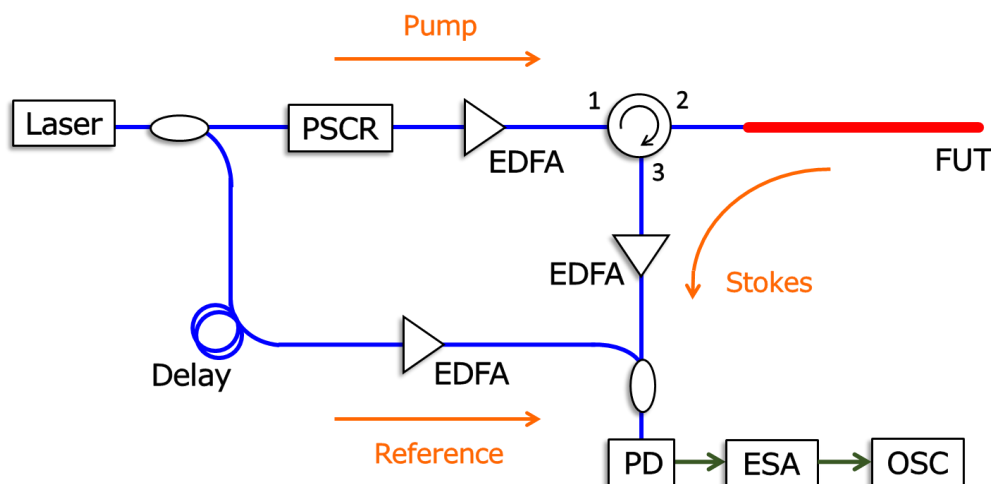 Pump
Laser
PSCR
EDFA
1
2
3
FUT
EDFA
Stokes
Delay
EDFA
Reference
PD
ESA
OSC